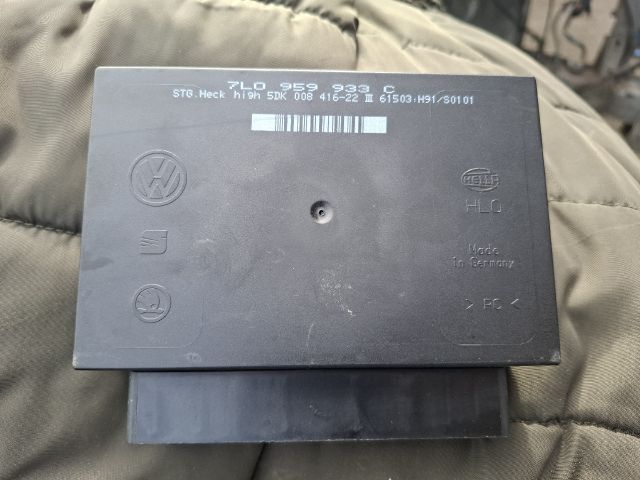 7L0 959 933 C
STG.Heck high 5DK 008 416-22 III 61503:H91/S0101
HELLA
HLO
Made
In Germany
> PC <